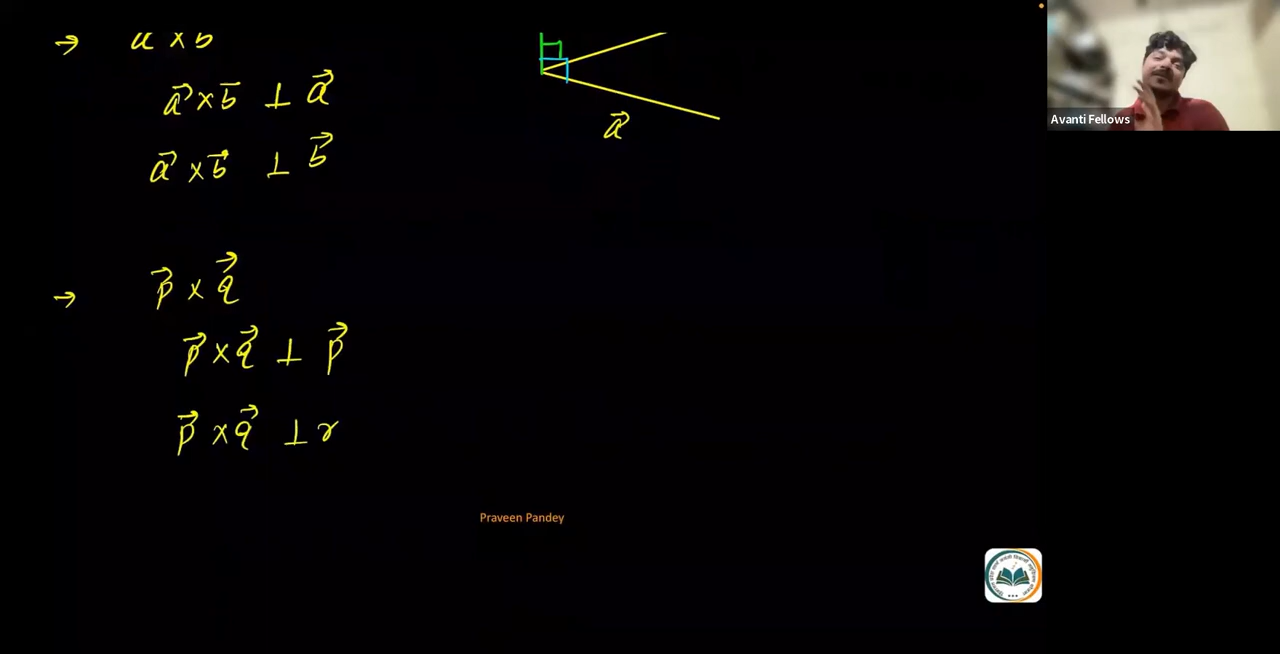 → a × b
a⃗ × b⃗ ⊥ a⃗
a⃗ × b⃗ ⊥ b⃗
a⃗
→ p⃗ × q⃗
p⃗ × q⃗ ⊥ p⃗
p⃗ × q⃗ ⊥ r
Praveen Pandey
Avanti Fellows